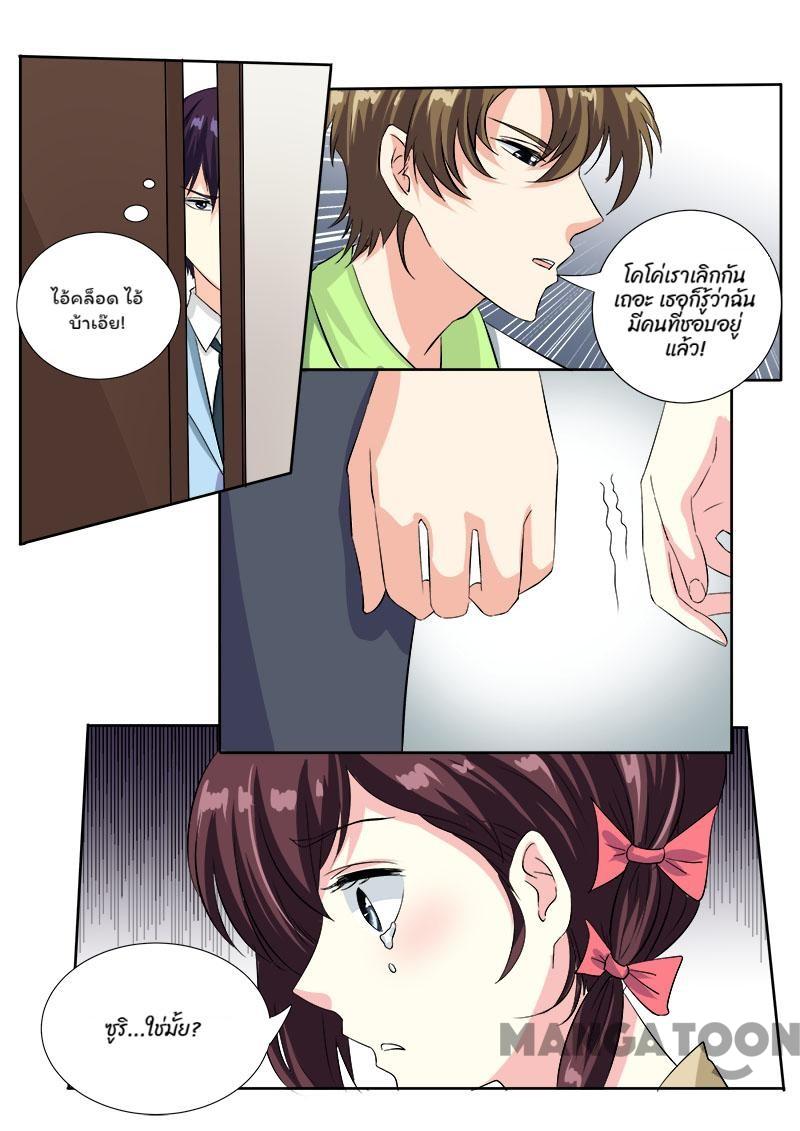 ไอ้คล็อด ไอ้
บ้าเอ๊ย!
โคโค่เราเลิกกัน
เถอะ เธอก็รู้ว่าฉัน
มีคนที่ชอบอยู่
แล้ว!
ซูริ...ใช่มั้ย?
MANGATOON